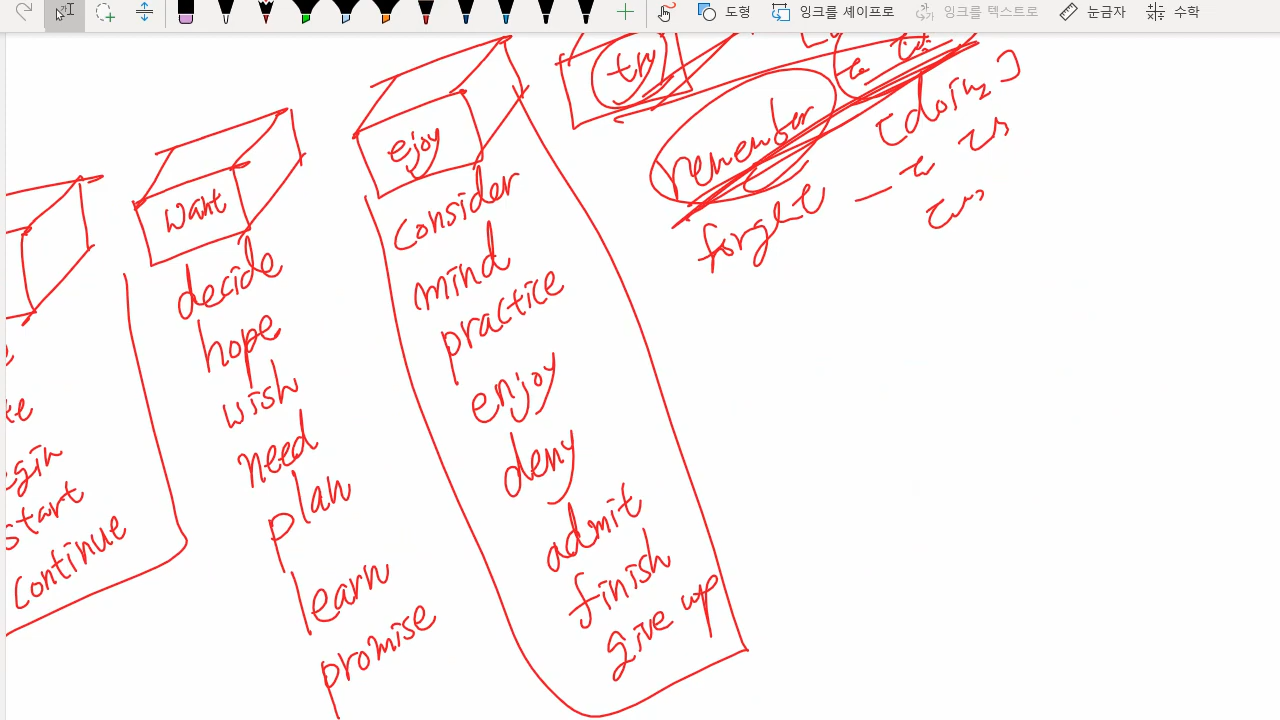 도형
잉크를 셰이프로
잉크를 텍스트로
눈금자
수학
try
remember
[doing]
forght
ejoy
consider
mind
practice
enjoy
deny
admit
finish
give up
want
decide
hope
wish
need
plan
learn
promise
egin
start
continue